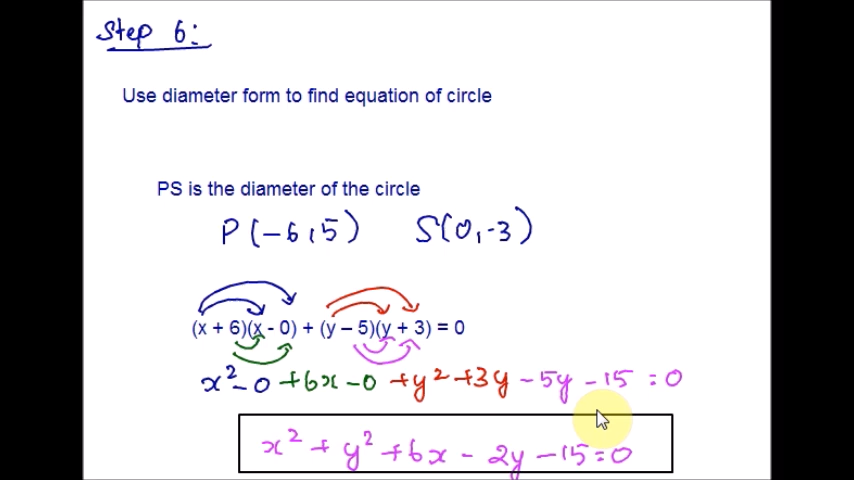 Step 6:
Use diameter form to find equation of circle
PS is the diameter of the circle
P(-6,5) S(0,-3)
(x + 6)(x - 0) + (y – 5)(y + 3) = 0
x² - 0 + 6x - 0 + y² + 3y - 5y - 15 = 0
x² + y² + 6x - 2y - 15 = 0